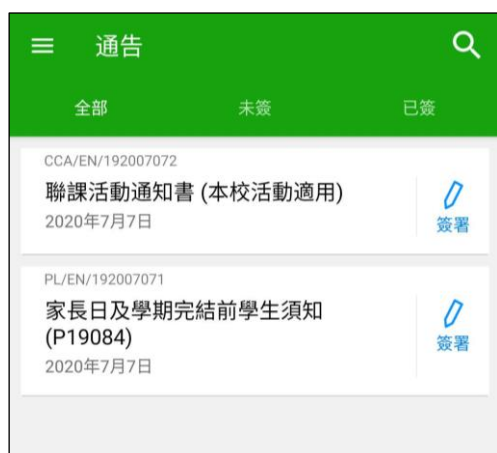 通告
全部 未簽 已簽
CCA/EN/192007072
聯課活動通知書 (本校活動適用)
2020年7月7日
簽署
PL/EN/192007071
家長日及學期完結前學生須知
(P19084)
2020年7月7日
簽署